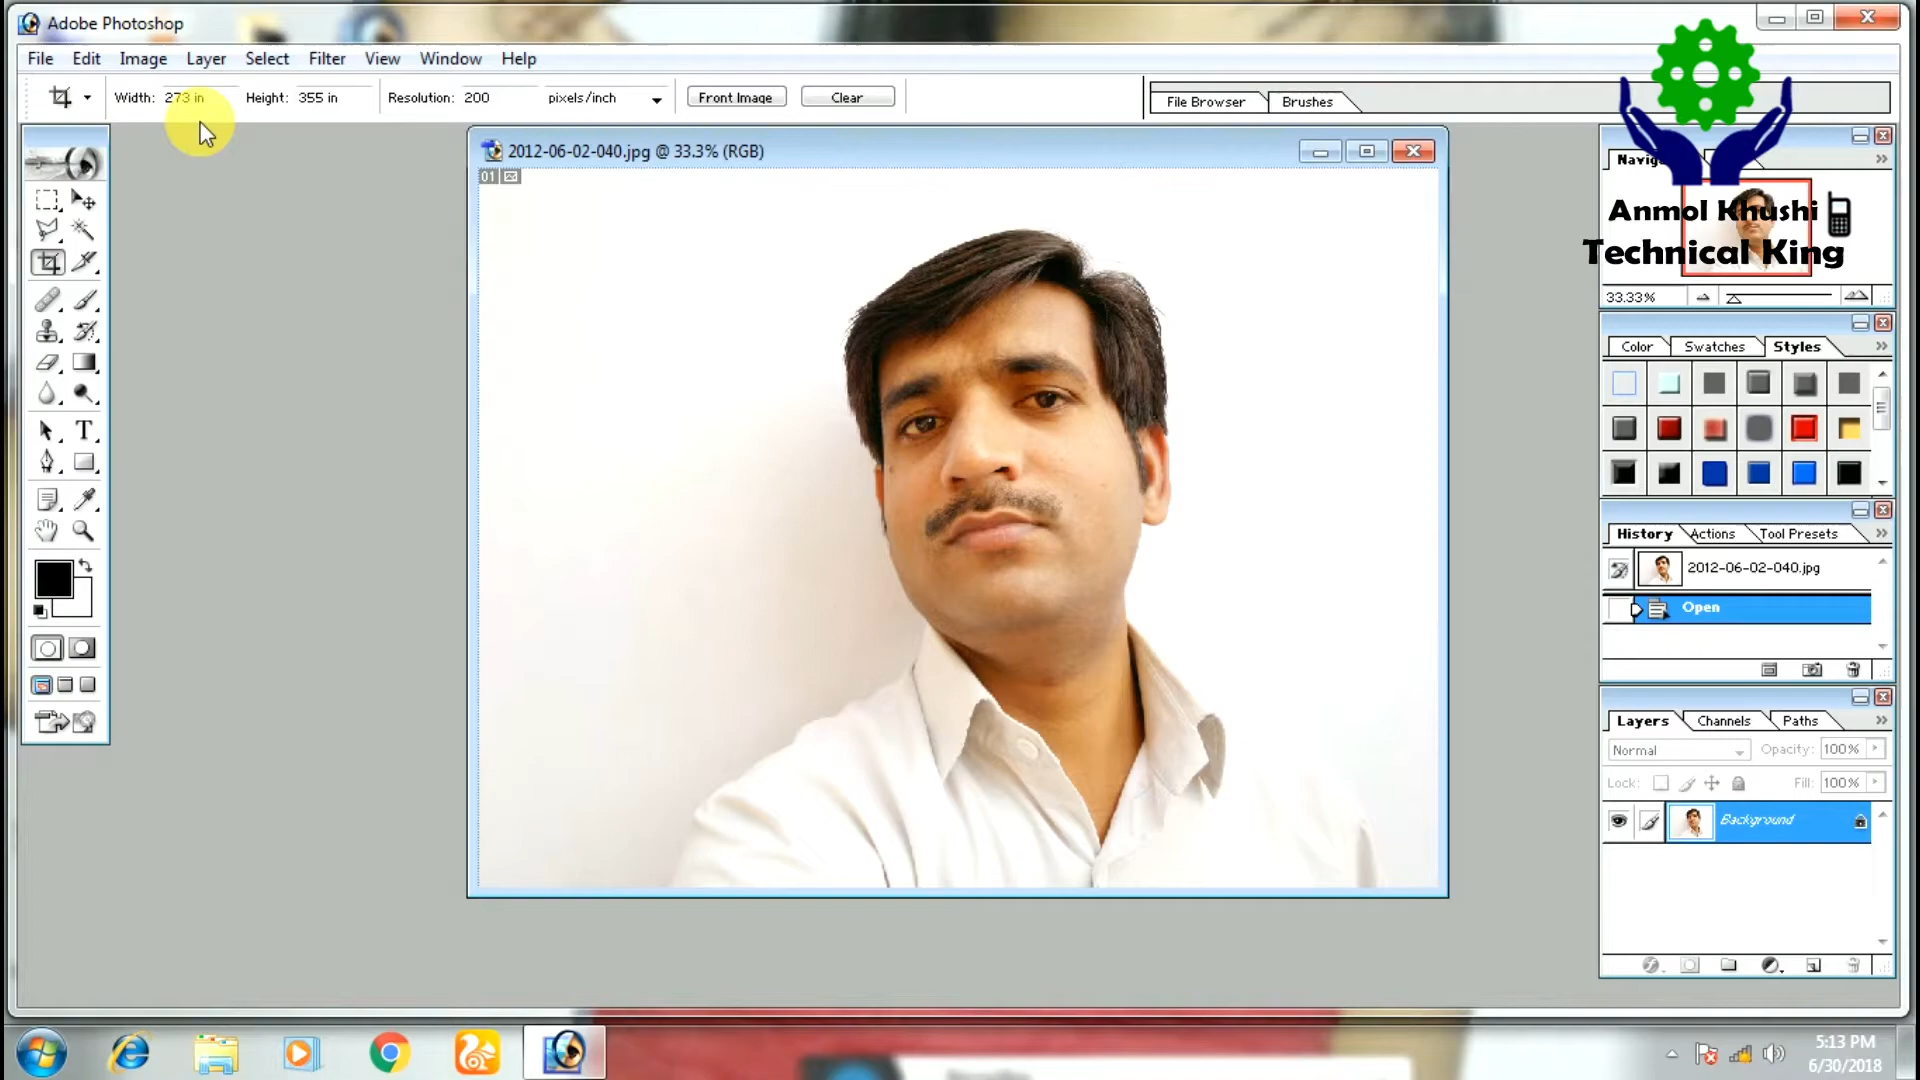 Adobe Photoshop
File Edit Image Layer Select Filter View Window Help
Width: 273 in Height: 355 in Resolution: 200 pixels/inch Front Image Clear File Browser Brushes
2012-06-02-040.jpg @ 33.3% (RGB)
01
Anmol Khushi
Technical King
33.33%
Color Swatches Styles
T
History Actions Tool Presets
2012-06-02-040.jpg
Open
Layers Channels Paths
Normal Opacity: 100%
Lock: Fill: 100%
Background
5:13 PM
6/30/2018